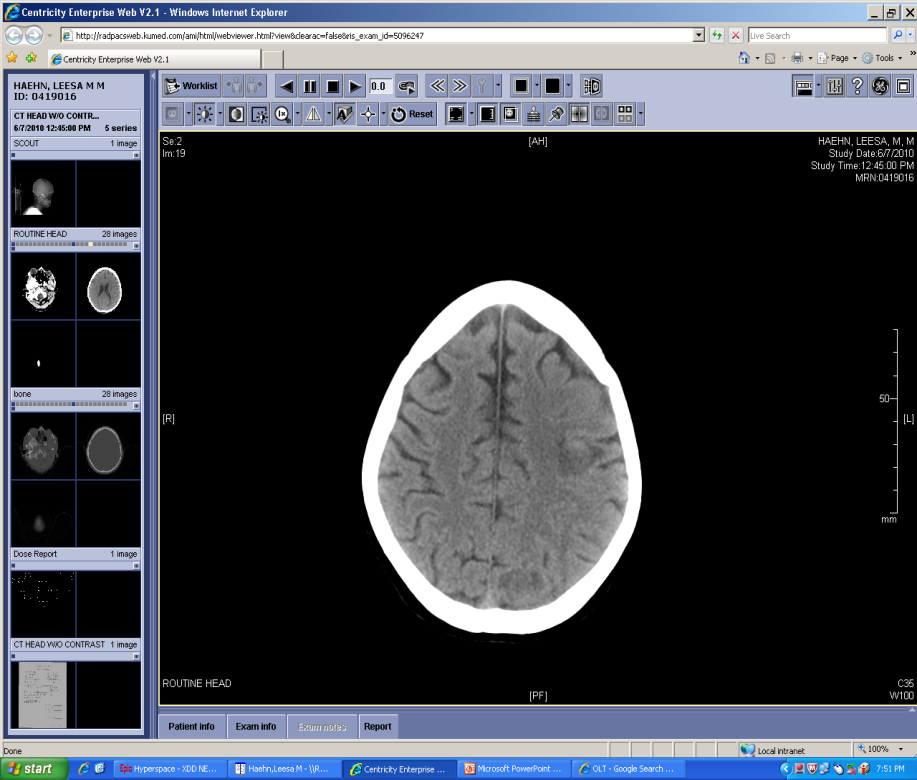 Centricity Enterprise Web V2.1 - Windows Internet Explorer
http://radpacsweb.kumed.com/ami/html/webviewer.html?view&clearac=false&ris_exam_id=5096247
Live Search
Centricity Enterprise Web V2.1
Page
Tools
HAEHN, LEESA M M
ID: 0419016
Worklist
0.0
Reset
CT HEAD W/O CONTR...
6/7/2010 12:45:00 PM 5 series
SCOUT 1 image
ROUTINE HEAD 28 images
bone 28 images
Dose Report 1 image
CT HEAD W/O CONTRAST 1 image
Se:2
Im:19
[AH]
HAEHN, LEESA, M, M
Study Date:6/7/2010
Study Time:12:45:00 PM
MRN:0419016
[R]
50
[L]
mm
ROUTINE HEAD
[PF]
C35
W100
Patient info
Exam info
Exam notes
Report
Done
Local intranet
100%
start
Epic Hyperspace - XDD NE...
Haehn,Leesa M - \\R...
Centricity Enterprise ...
Microsoft PowerPoint ...
OLT - Google Search ...
7:51 PM